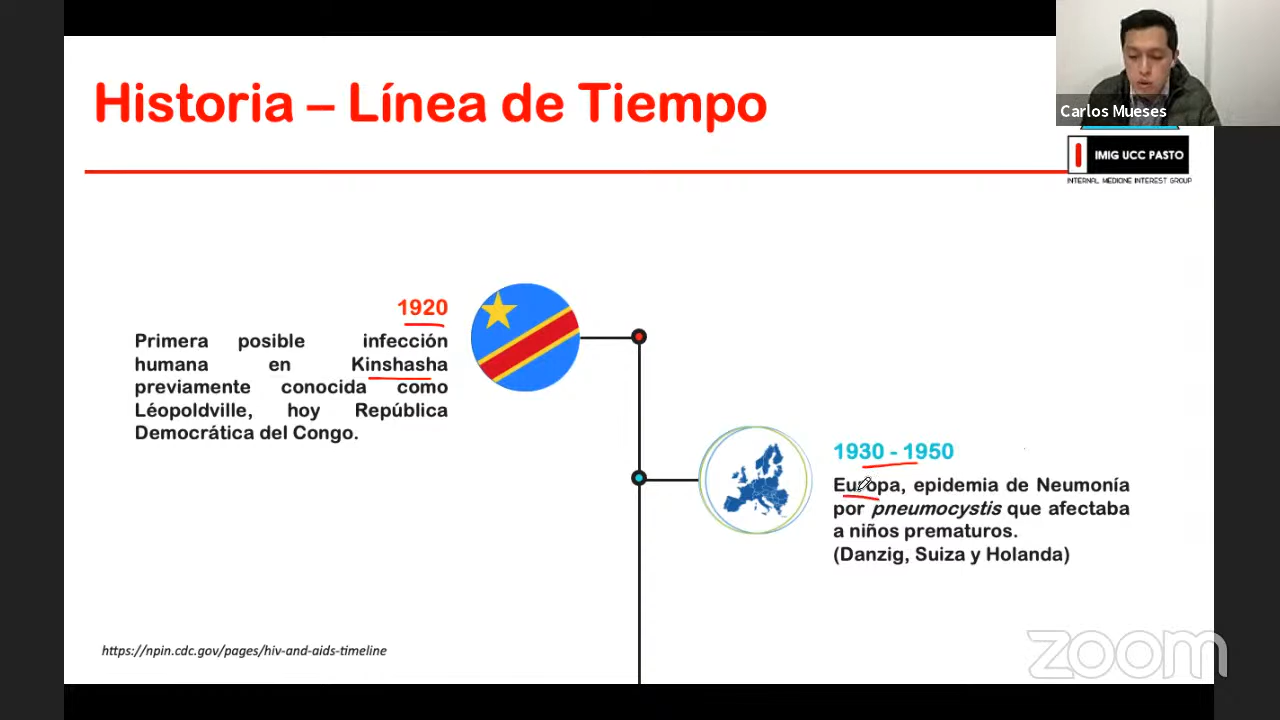 Historia – Línea de Tiempo
Carlos Mueses
IMIG UCC PASTO
INTERNAL MEDICINE INTEREST GROUP
1920
Primera posible infección
humana en Kinshasha
previamente conocida como
Léopoldville, hoy República
Democrática del Congo.
1930 - 1950
Europa, epidemia de Neumonía
por pneumocystis que afectaba
a niños prematuros.
(Danzig, Suiza y Holanda)
https://npin.cdc.gov/pages/hiv-and-aids-timeline
zoom